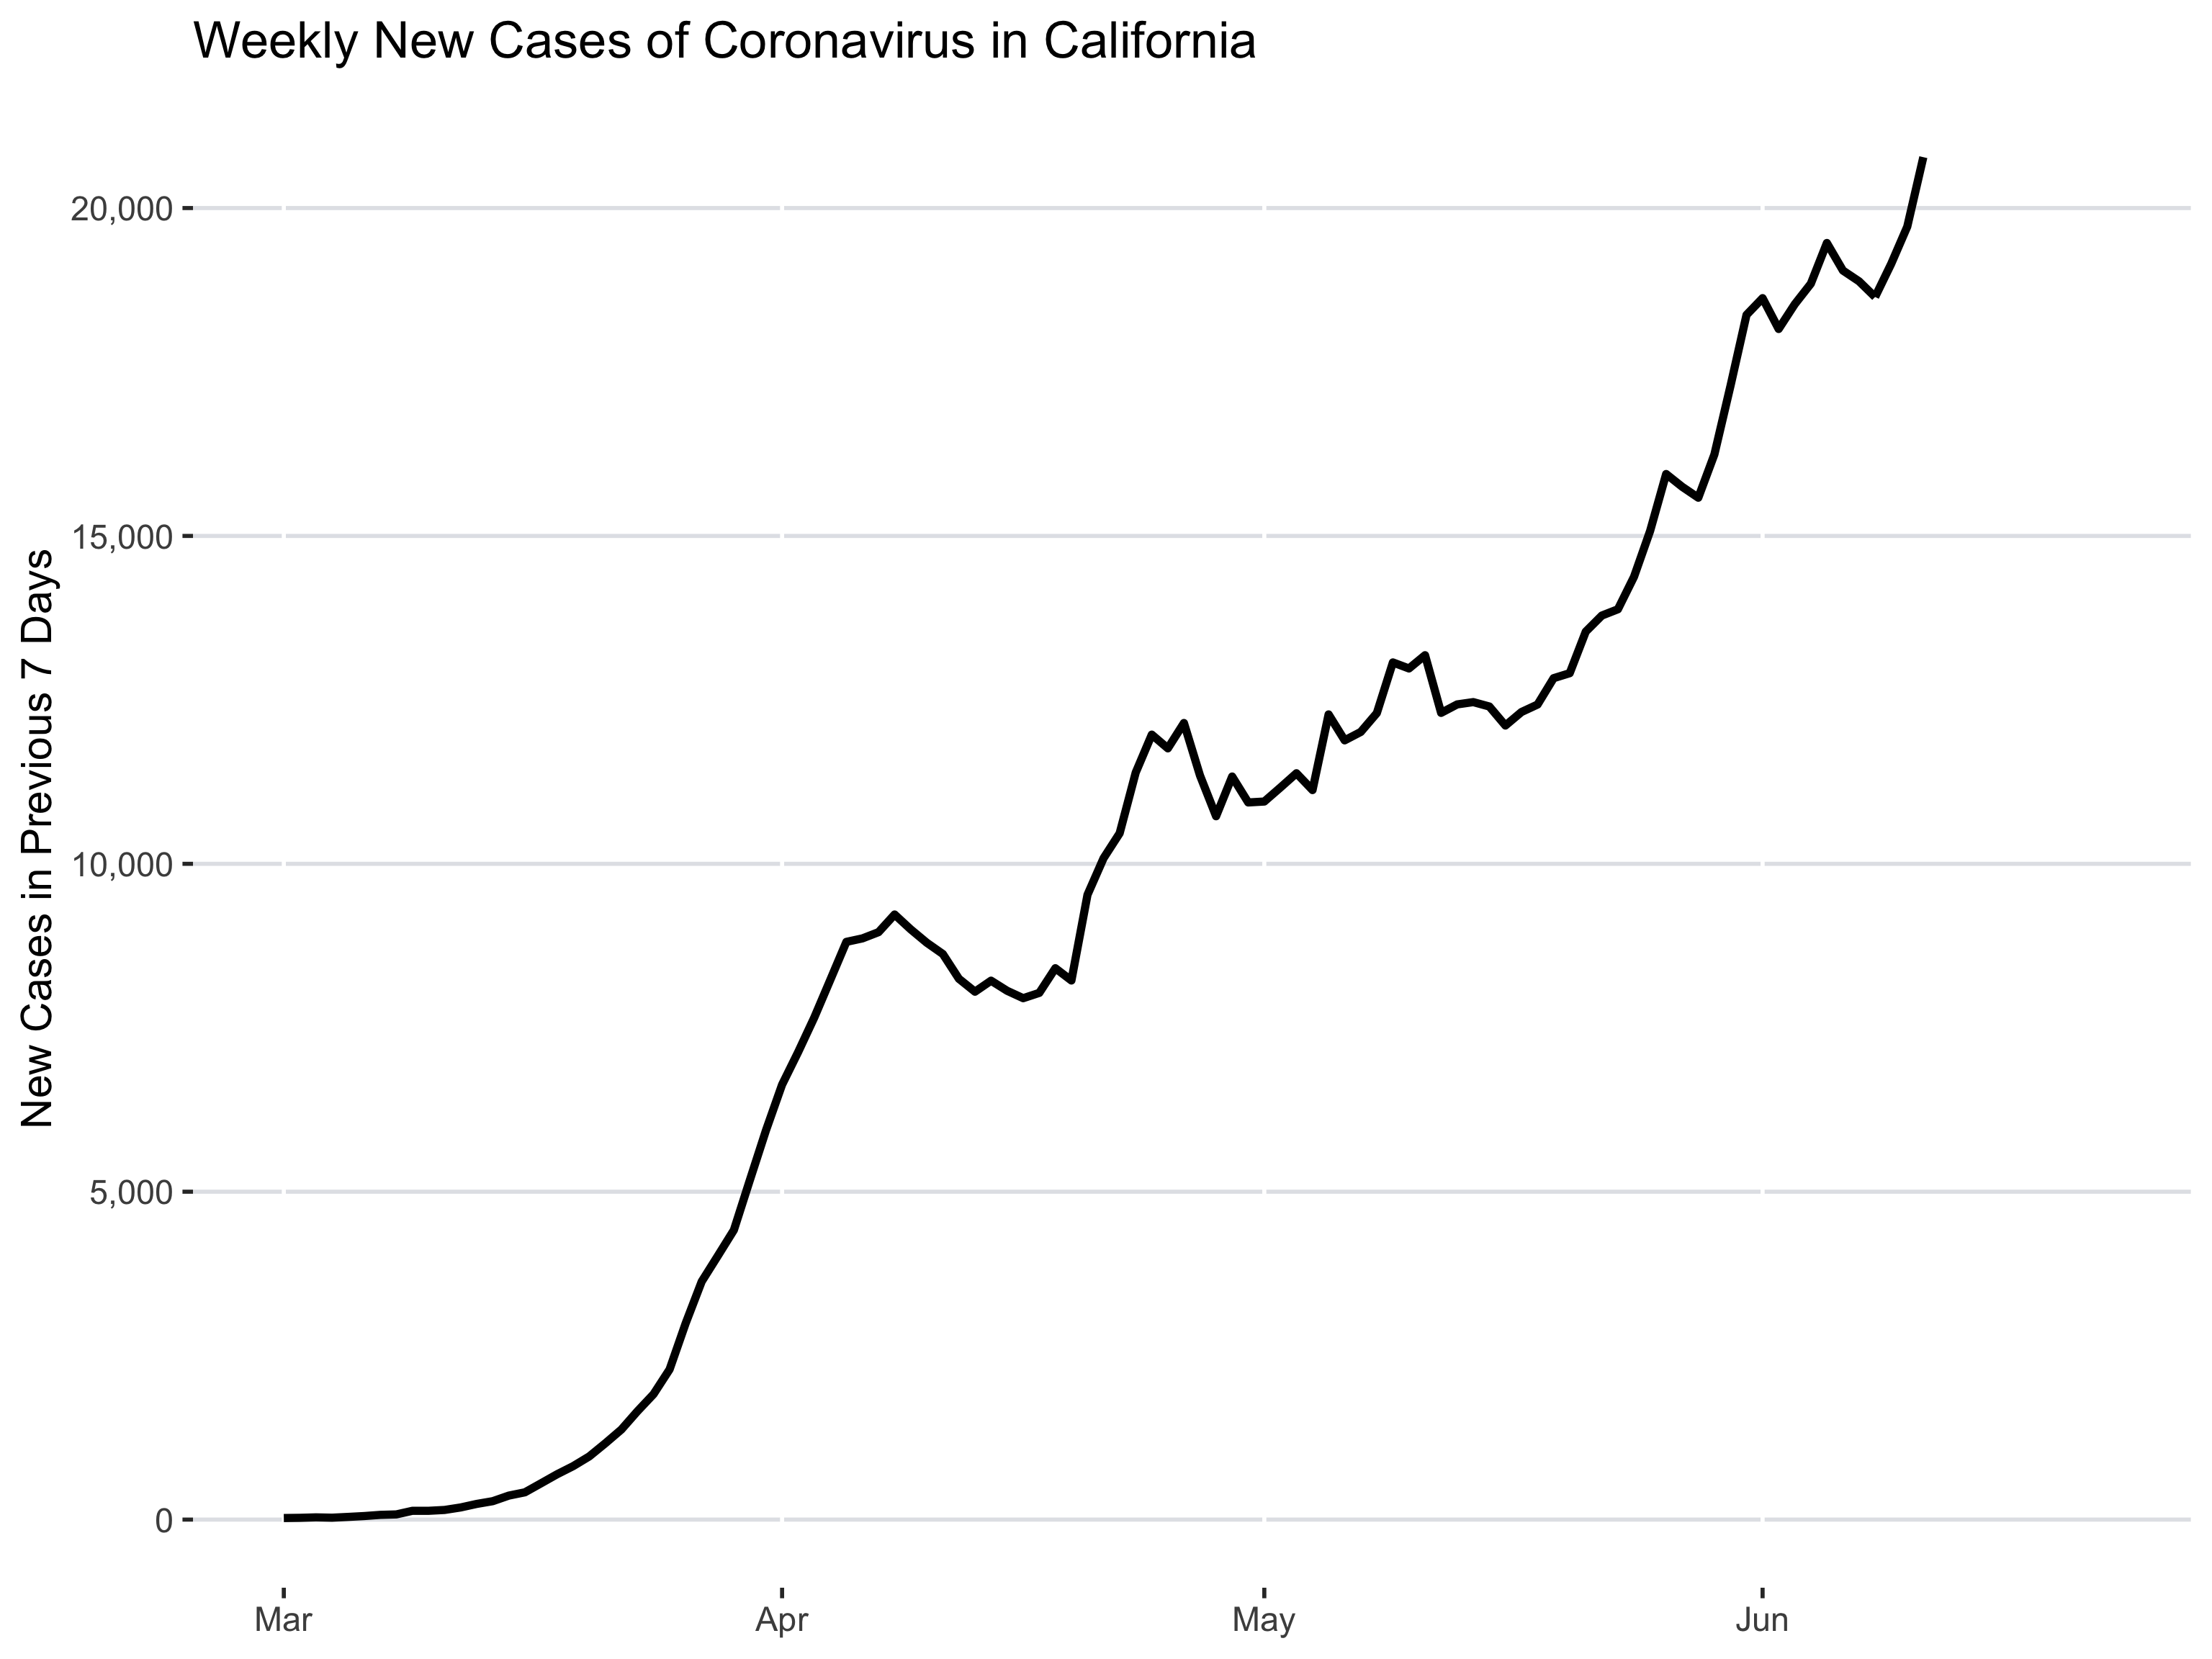 Weekly New Cases of Coronavirus in California
New Cases in Previous 7 Days
20,000
15,000
10,000
5,000
0
Mar
Apr
May
Jun